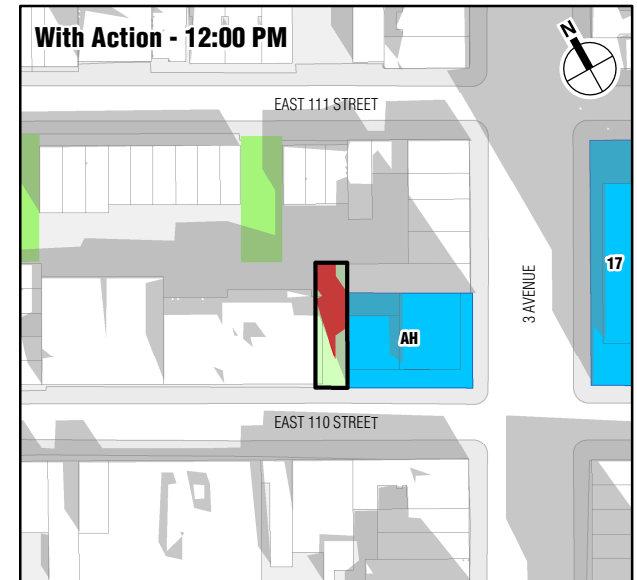 With Action - 12:00 PM
N
EAST 111 STREET
17
3 AVENUE
AH
EAST 110 STREET